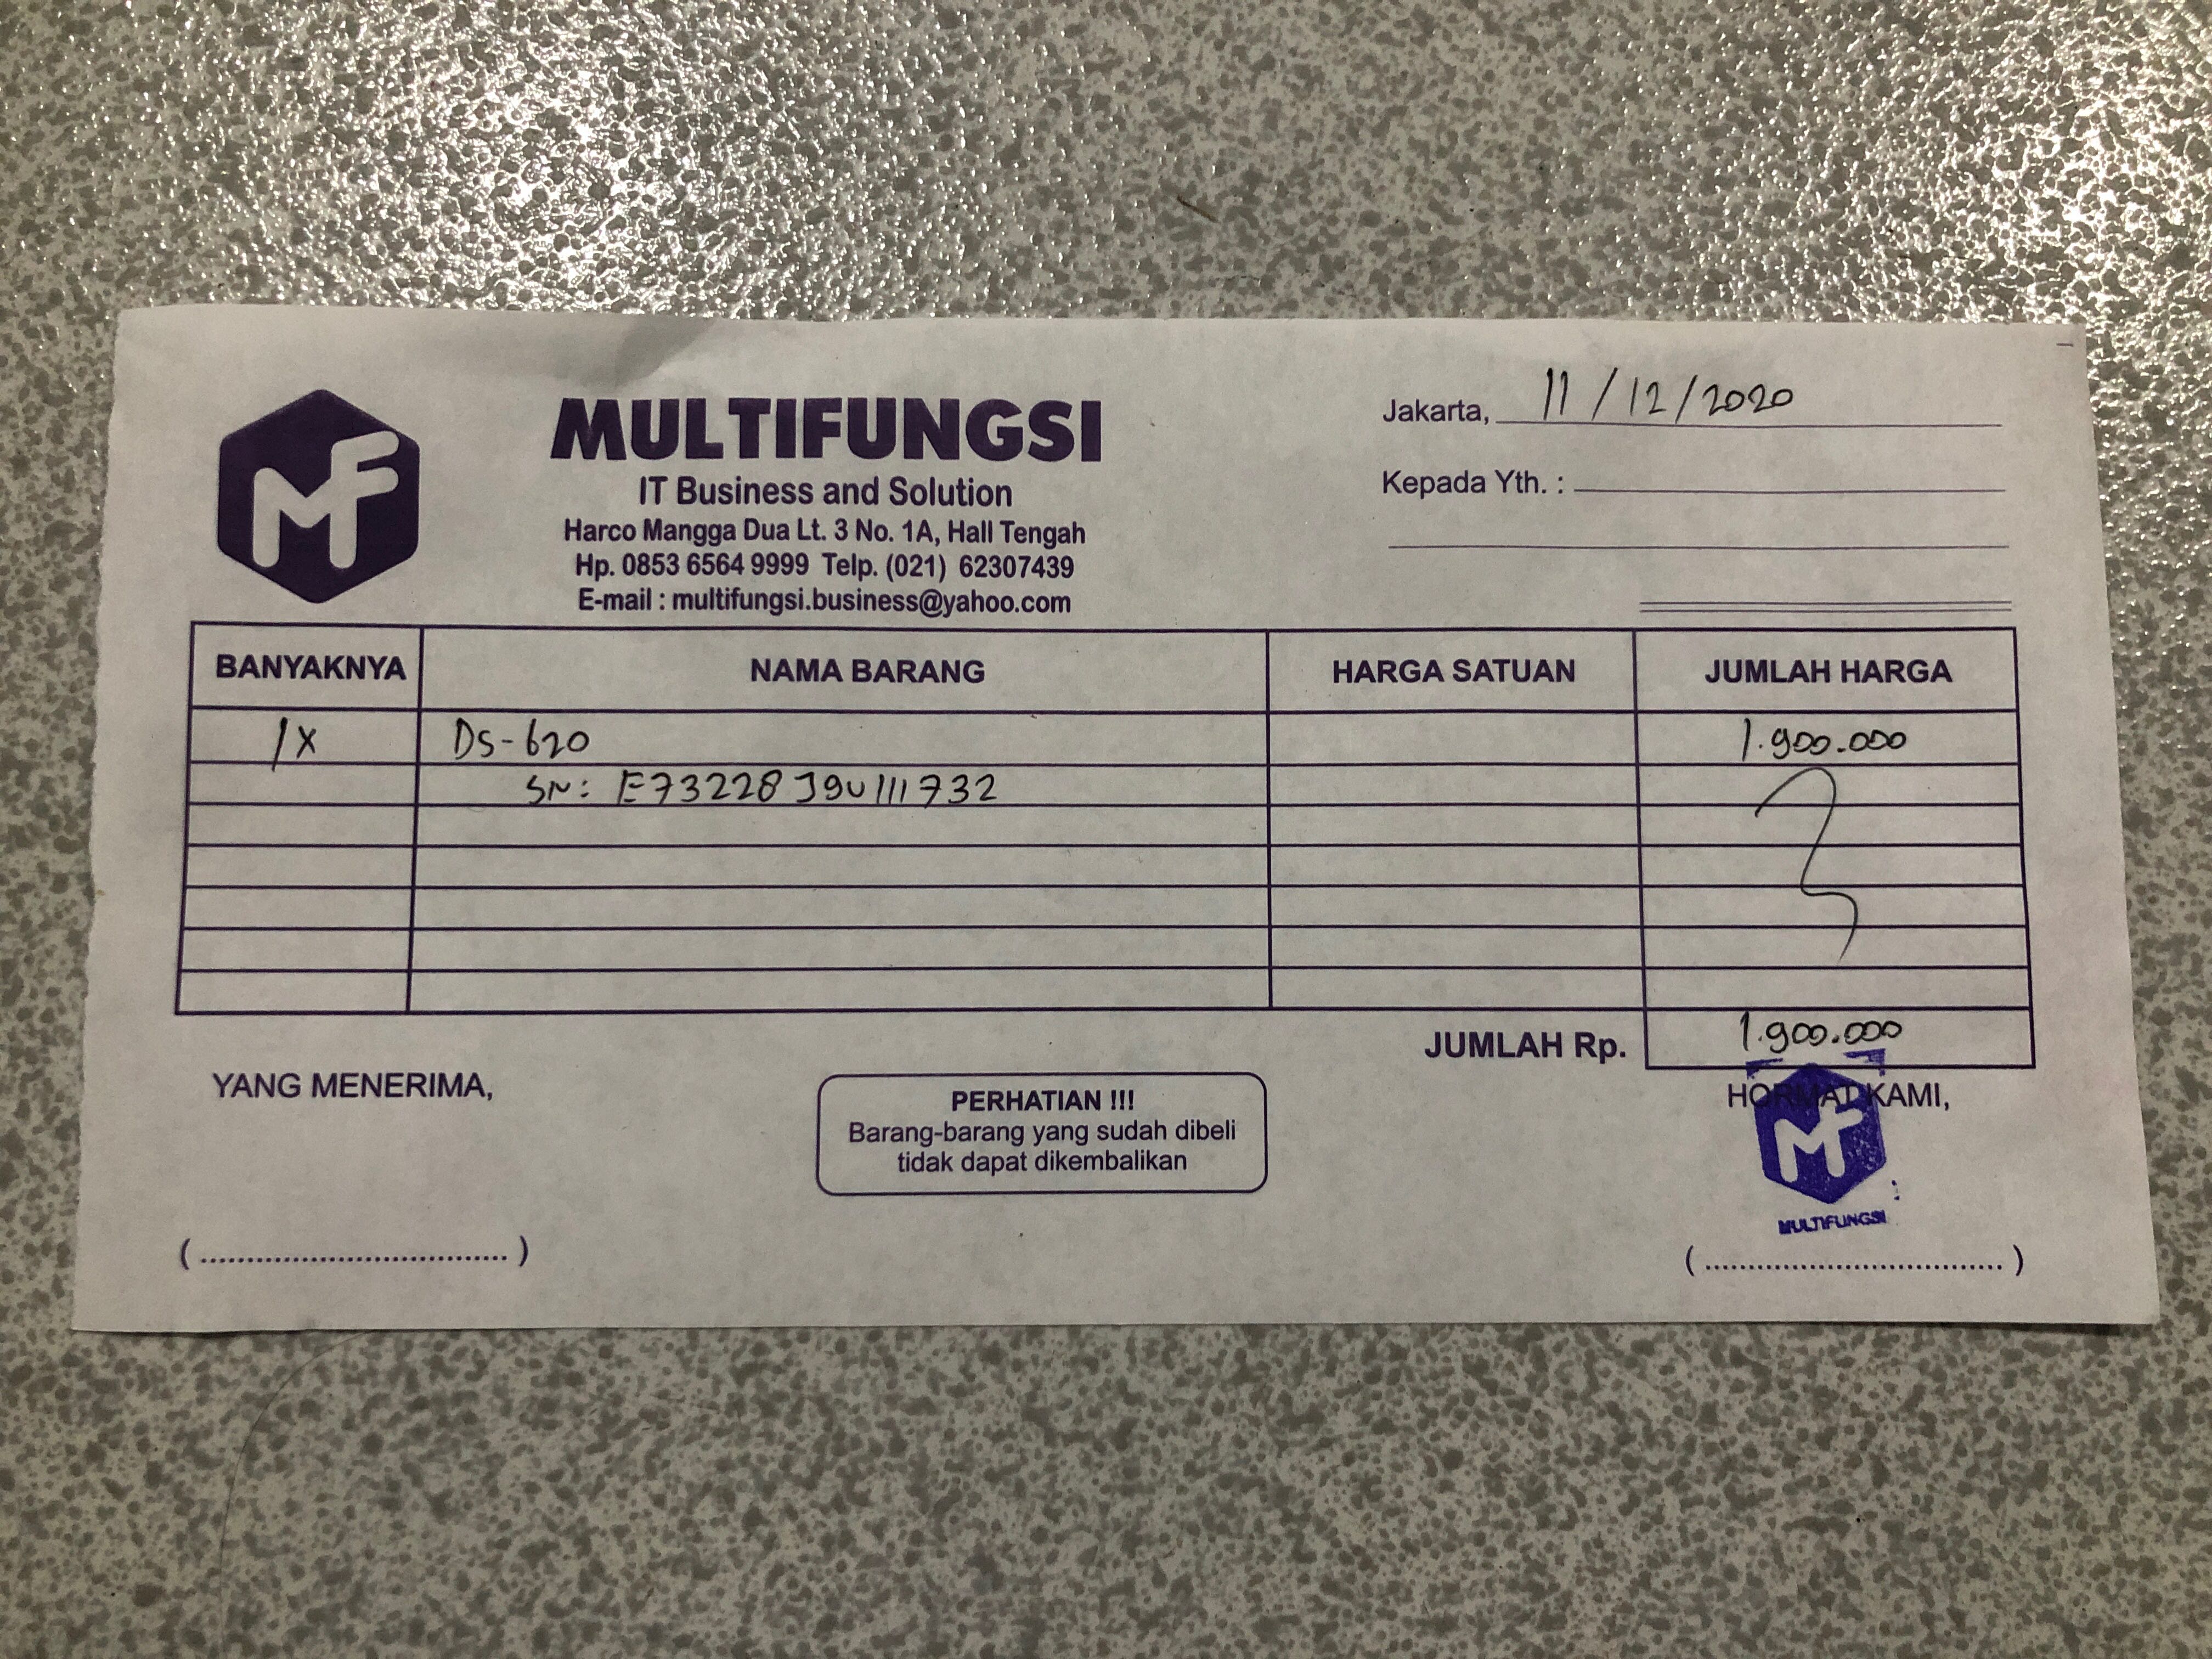 MF
MULTIFUNGSI
IT Business and Solution
Harco Mangga Dua Lt. 3 No. 1A, Hall Tengah
Hp. 0853 6564 9999 Telp. (021) 62307439
E-mail : multifungsi.business@yahoo.com
Jakarta, 11/12/2020
Kepada Yth. :
BANYAKNYA NAMA BARANG HARGA SATUAN JUMLAH HARGA
1X DS-620 1.900.000
SN: E73228J9U111732
JUMLAH Rp. 1.900.000
YANG MENERIMA,
PERHATIAN !!!
Barang-barang yang sudah dibeli
tidak dapat dikembalikan
HORMAT KAMI,
MF
MULTIFUNGSI
(..................................)
(..................................)